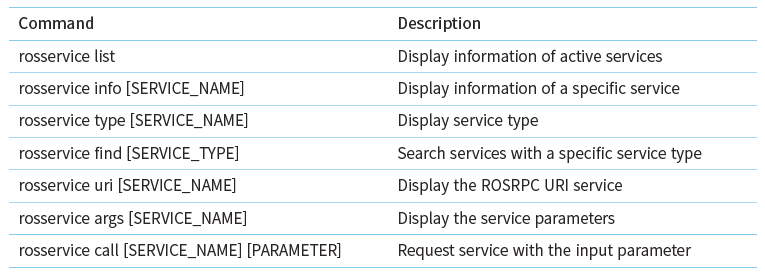 Command Description
rosservice list Display information of active services
rosservice info [SERVICE_NAME] Display information of a specific service
rosservice type [SERVICE_NAME] Display service type
rosservice find [SERVICE_TYPE] Search services with a specific service type
rosservice uri [SERVICE_NAME] Display the ROSRPC URI service
rosservice args [SERVICE_NAME] Display the service parameters
rosservice call [SERVICE_NAME] [PARAMETER] Request service with the input parameter